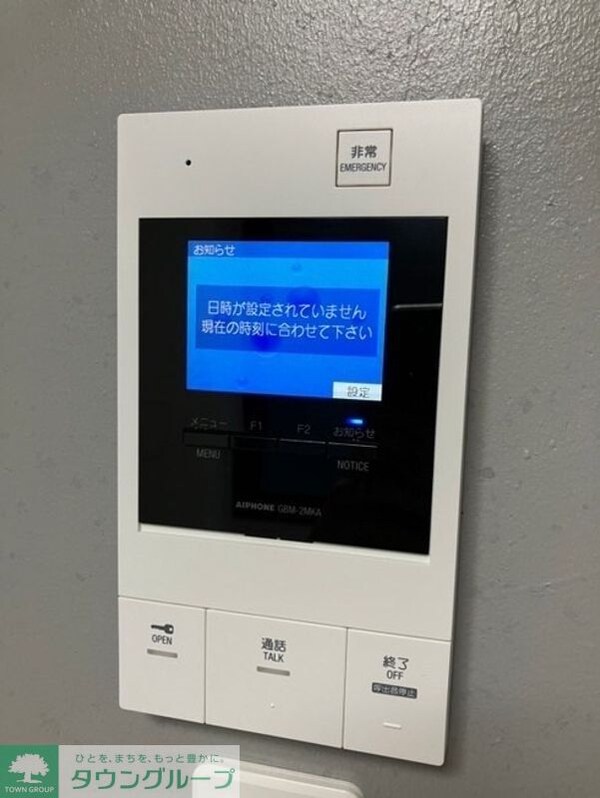 非常
EMERGENCY
お知らせ
日時が設定されていません
現在の時刻に合わせて下さい
設定
メニュー F1 F2 お知らせ
MENU NOTICE
AIPHONE GBM-2MKA
OPEN
通話
TALK
終了
OFF
呼出音停止
TOWN GROUP
ひとを、まちを、もっと豊かに。
タウングループ